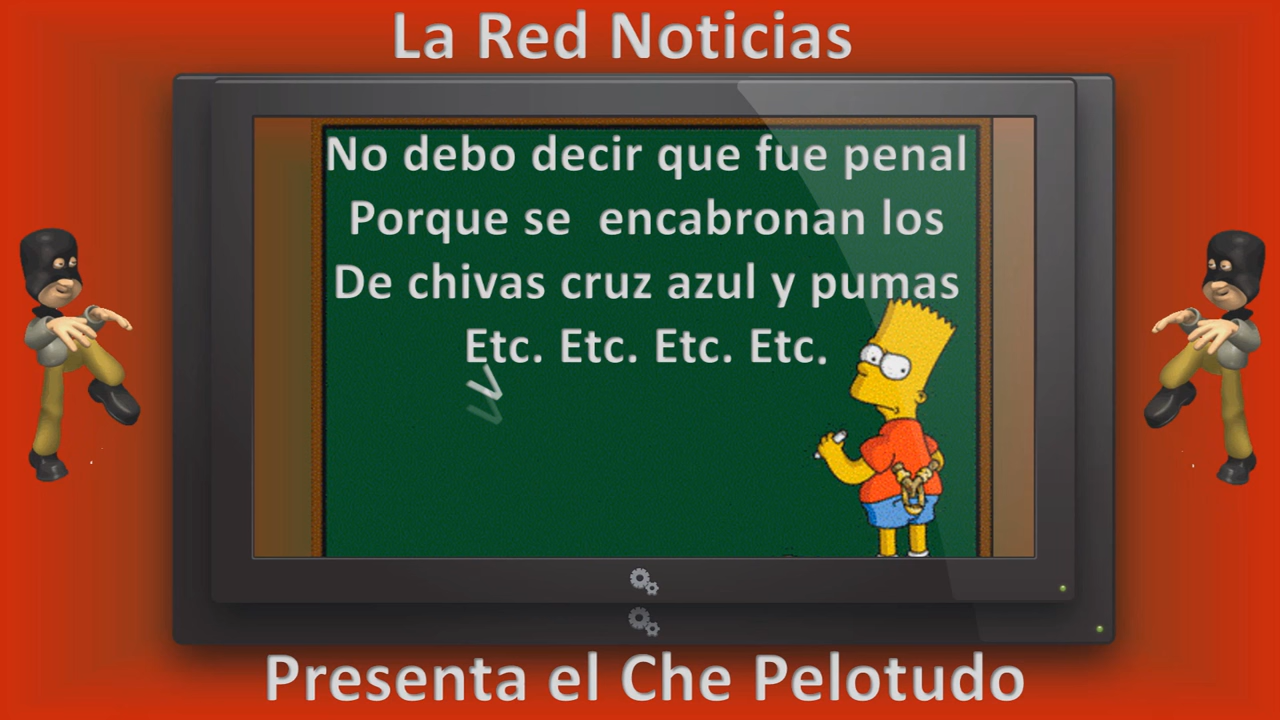 La Red Noticias
No debo decir que fue penal
Porque se encabronan los
De chivas cruz azul y pumas
Etc. Etc. Etc. Etc.
Presenta el Che Pelotudo